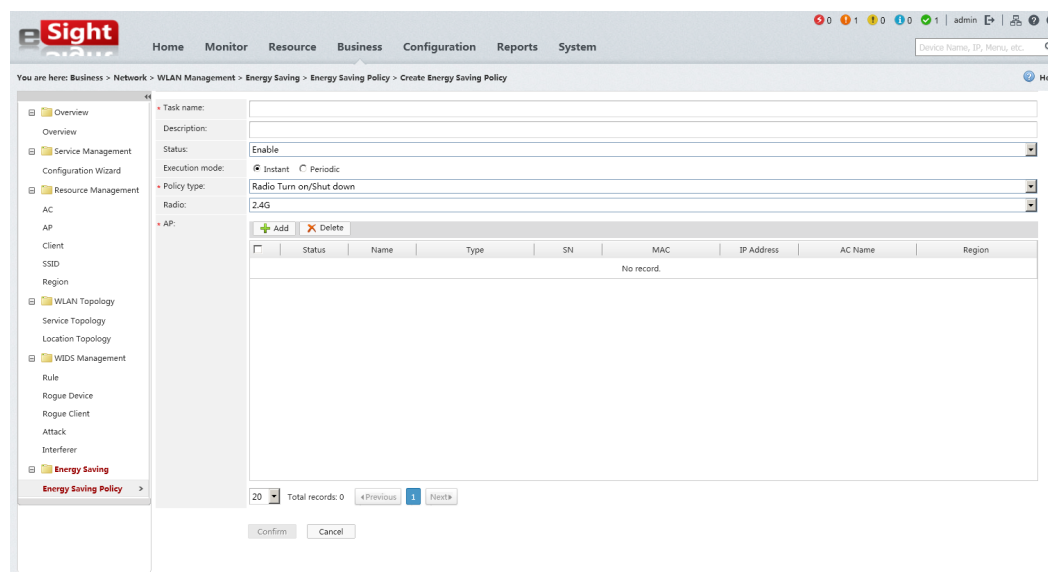 eSight
0 1 0 0 1 | admin
Home Monitor Resource Business Configuration Reports System
Device Name, IP, Menu, etc.
You are here: Business > Network > WLAN Management > Energy Saving > Energy Saving Policy > Create Energy Saving Policy
Overview
Overview
Service Management
Configuration Wizard
Resource Management
AC
AP
Client
SSID
Region
WLAN Topology
Service Topology
Location Topology
WIDS Management
Rule
Rogue Device
Rogue Client
Attack
Interferer
Energy Saving
Energy Saving Policy >
* Task name:
Description:
Status: Enable
Execution mode: Instant Periodic
* Policy type: Radio Turn on/Shut down
Radio: 2.4G
* AP: Add Delete
Status Name Type SN MAC IP Address AC Name Region
No record.
20 Total records: 0 Previous 1 Next
Confirm Cancel